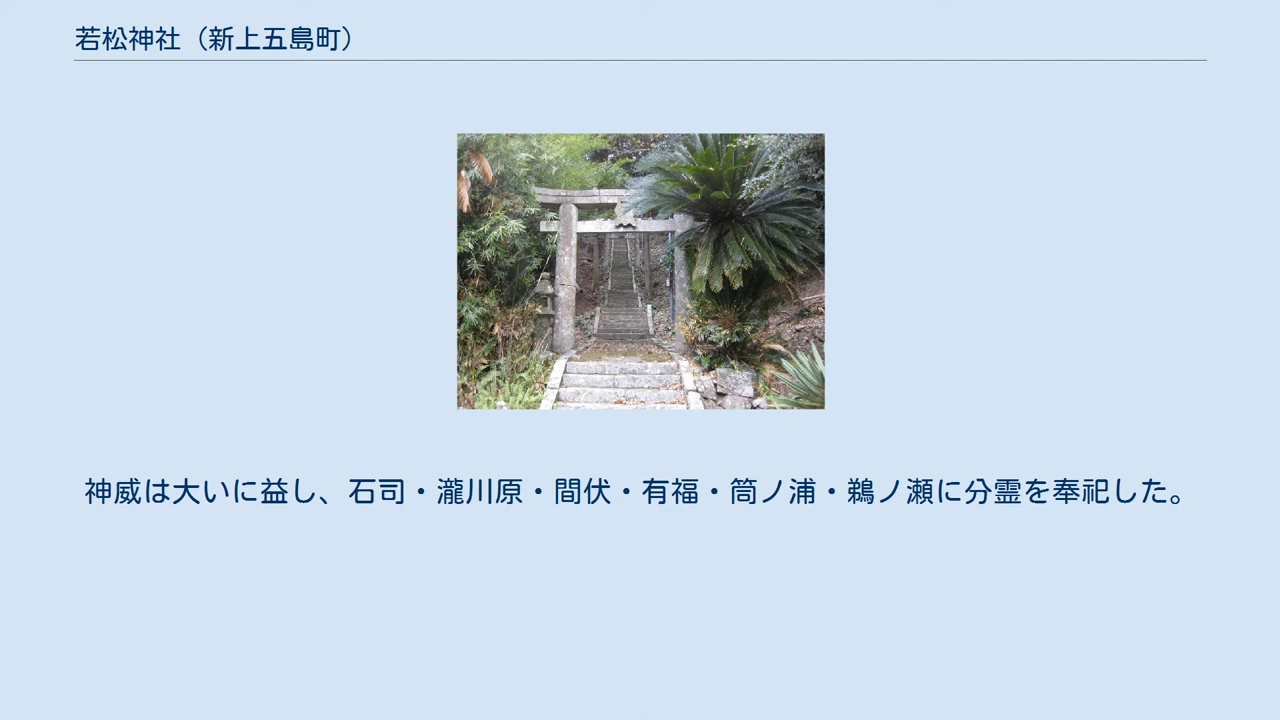 若松神社（新上五島町）
神威は大いに益し、石司・瀧川原・間伏・有福・筒ノ浦・鵜ノ瀬に分霊を奉祀した。